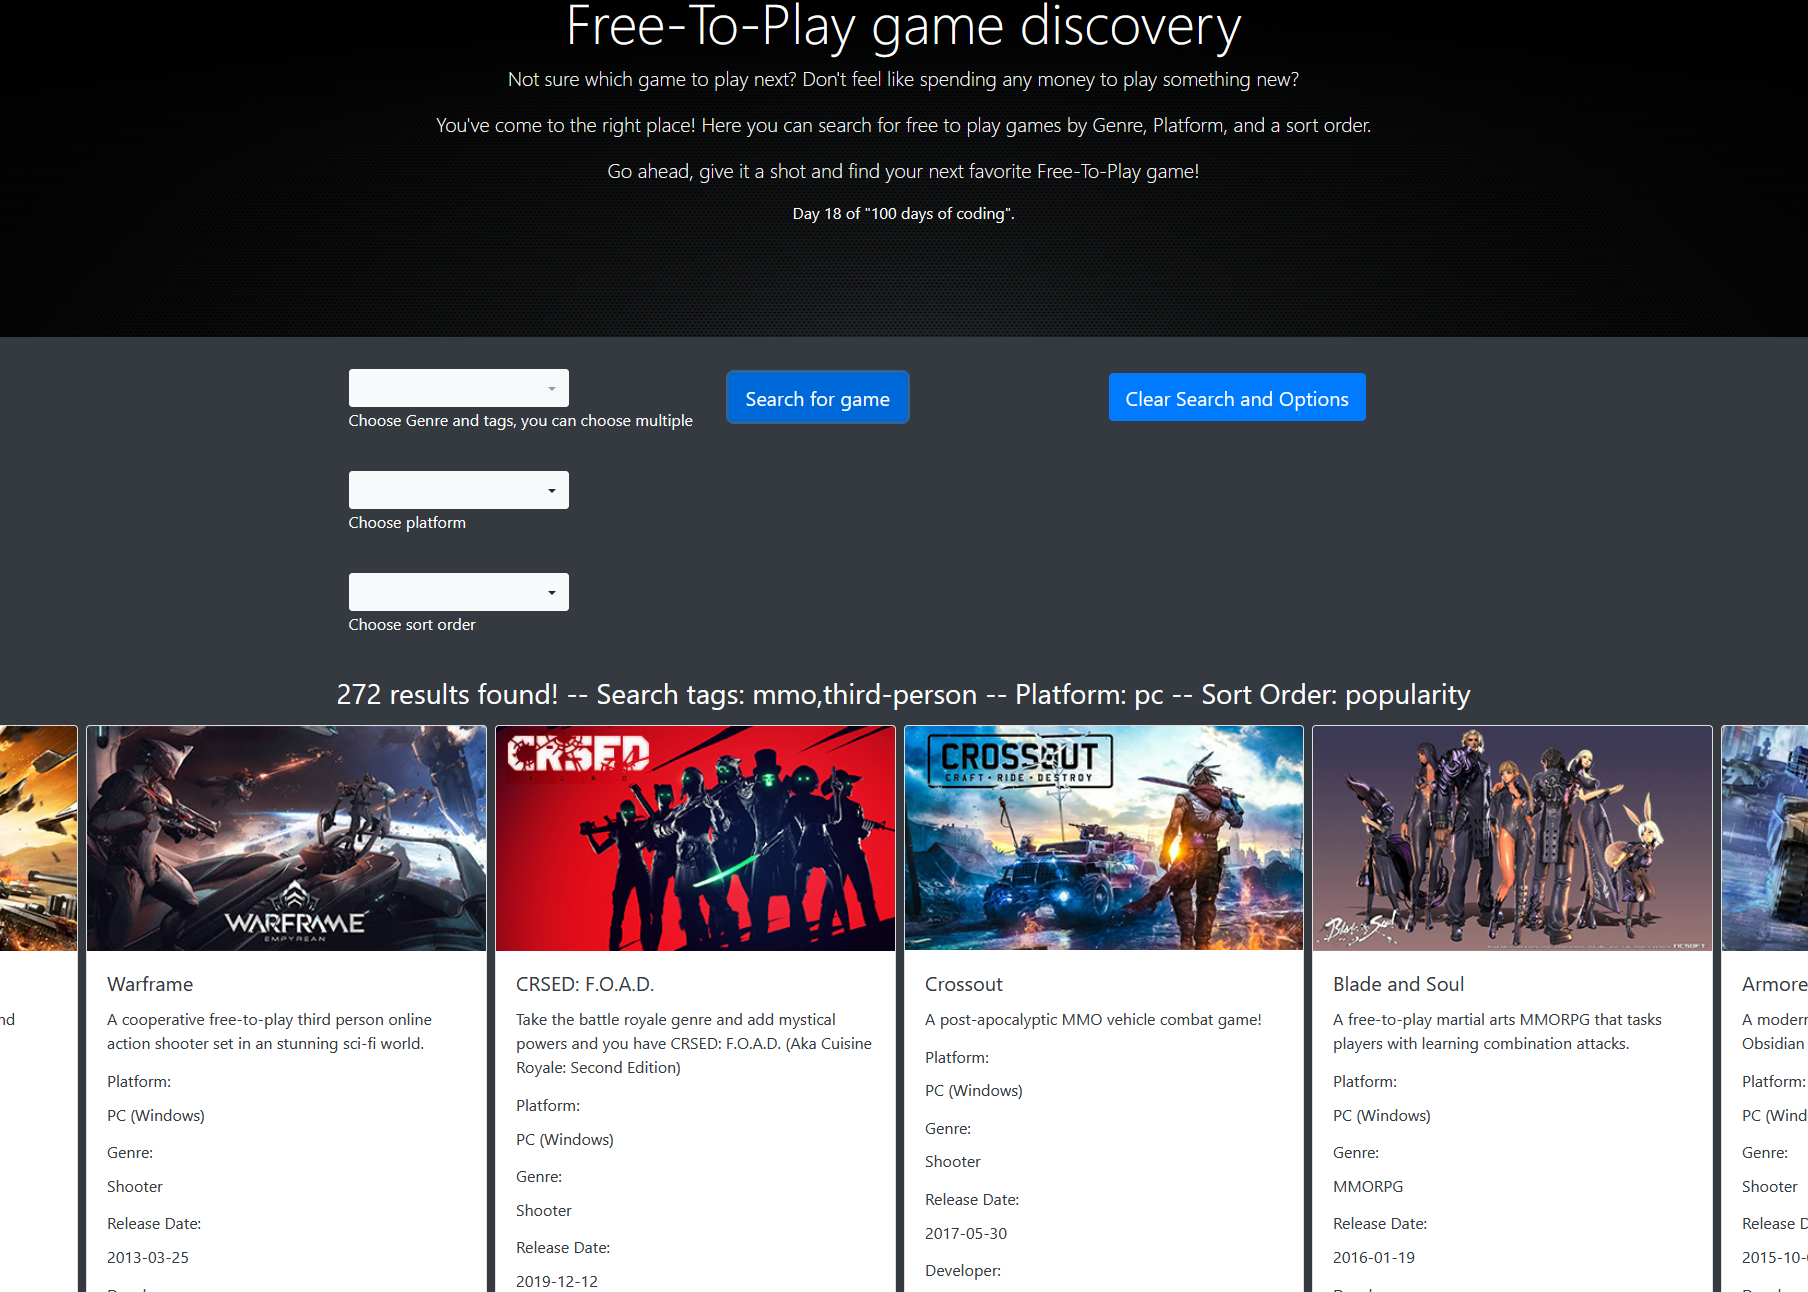 Free-To-Play game discovery
Not sure which game to play next? Don't feel like spending any money to play something new?
You've come to the right place! Here you can search for free to play games by Genre, Platform, and a sort order.
Go ahead, give it a shot and find your next favorite Free-To-Play game!
Day 18 of "100 days of coding".
Search for game
Clear Search and Options
Choose Genre and tags, you can choose multiple
Choose platform
Choose sort order
272 results found! -- Search tags: mmo,third-person -- Platform: pc -- Sort Order: popularity
WARFRAME
EMPYREAN
Warframe
A cooperative free-to-play third person online
action shooter set in an stunning sci-fi world.
Platform:
PC (Windows)
Genre:
Shooter
Release Date:
2013-03-25
CRSED
CRSED: F.O.A.D.
Take the battle royale genre and add mystical
powers and you have CRSED: F.O.A.D. (Aka Cuisine
Royale: Second Edition)
Platform:
PC (Windows)
Genre:
Shooter
Release Date:
2019-12-12
CROSSOUT
CRAFT • RIDE • DESTROY
Crossout
A post-apocalyptic MMO vehicle combat game!
Platform:
PC (Windows)
Genre:
Shooter
Release Date:
2017-05-30
Developer:
Blade & Soul
NCSOFT
Blade and Soul
A free-to-play martial arts MMORPG that tasks
players with learning combination attacks.
Platform:
PC (Windows)
Genre:
MMORPG
Release Date:
2016-01-19
Armore
A modern
Obsidian
Platform:
PC (Wind
Genre:
Shooter
Release D
2015-10-